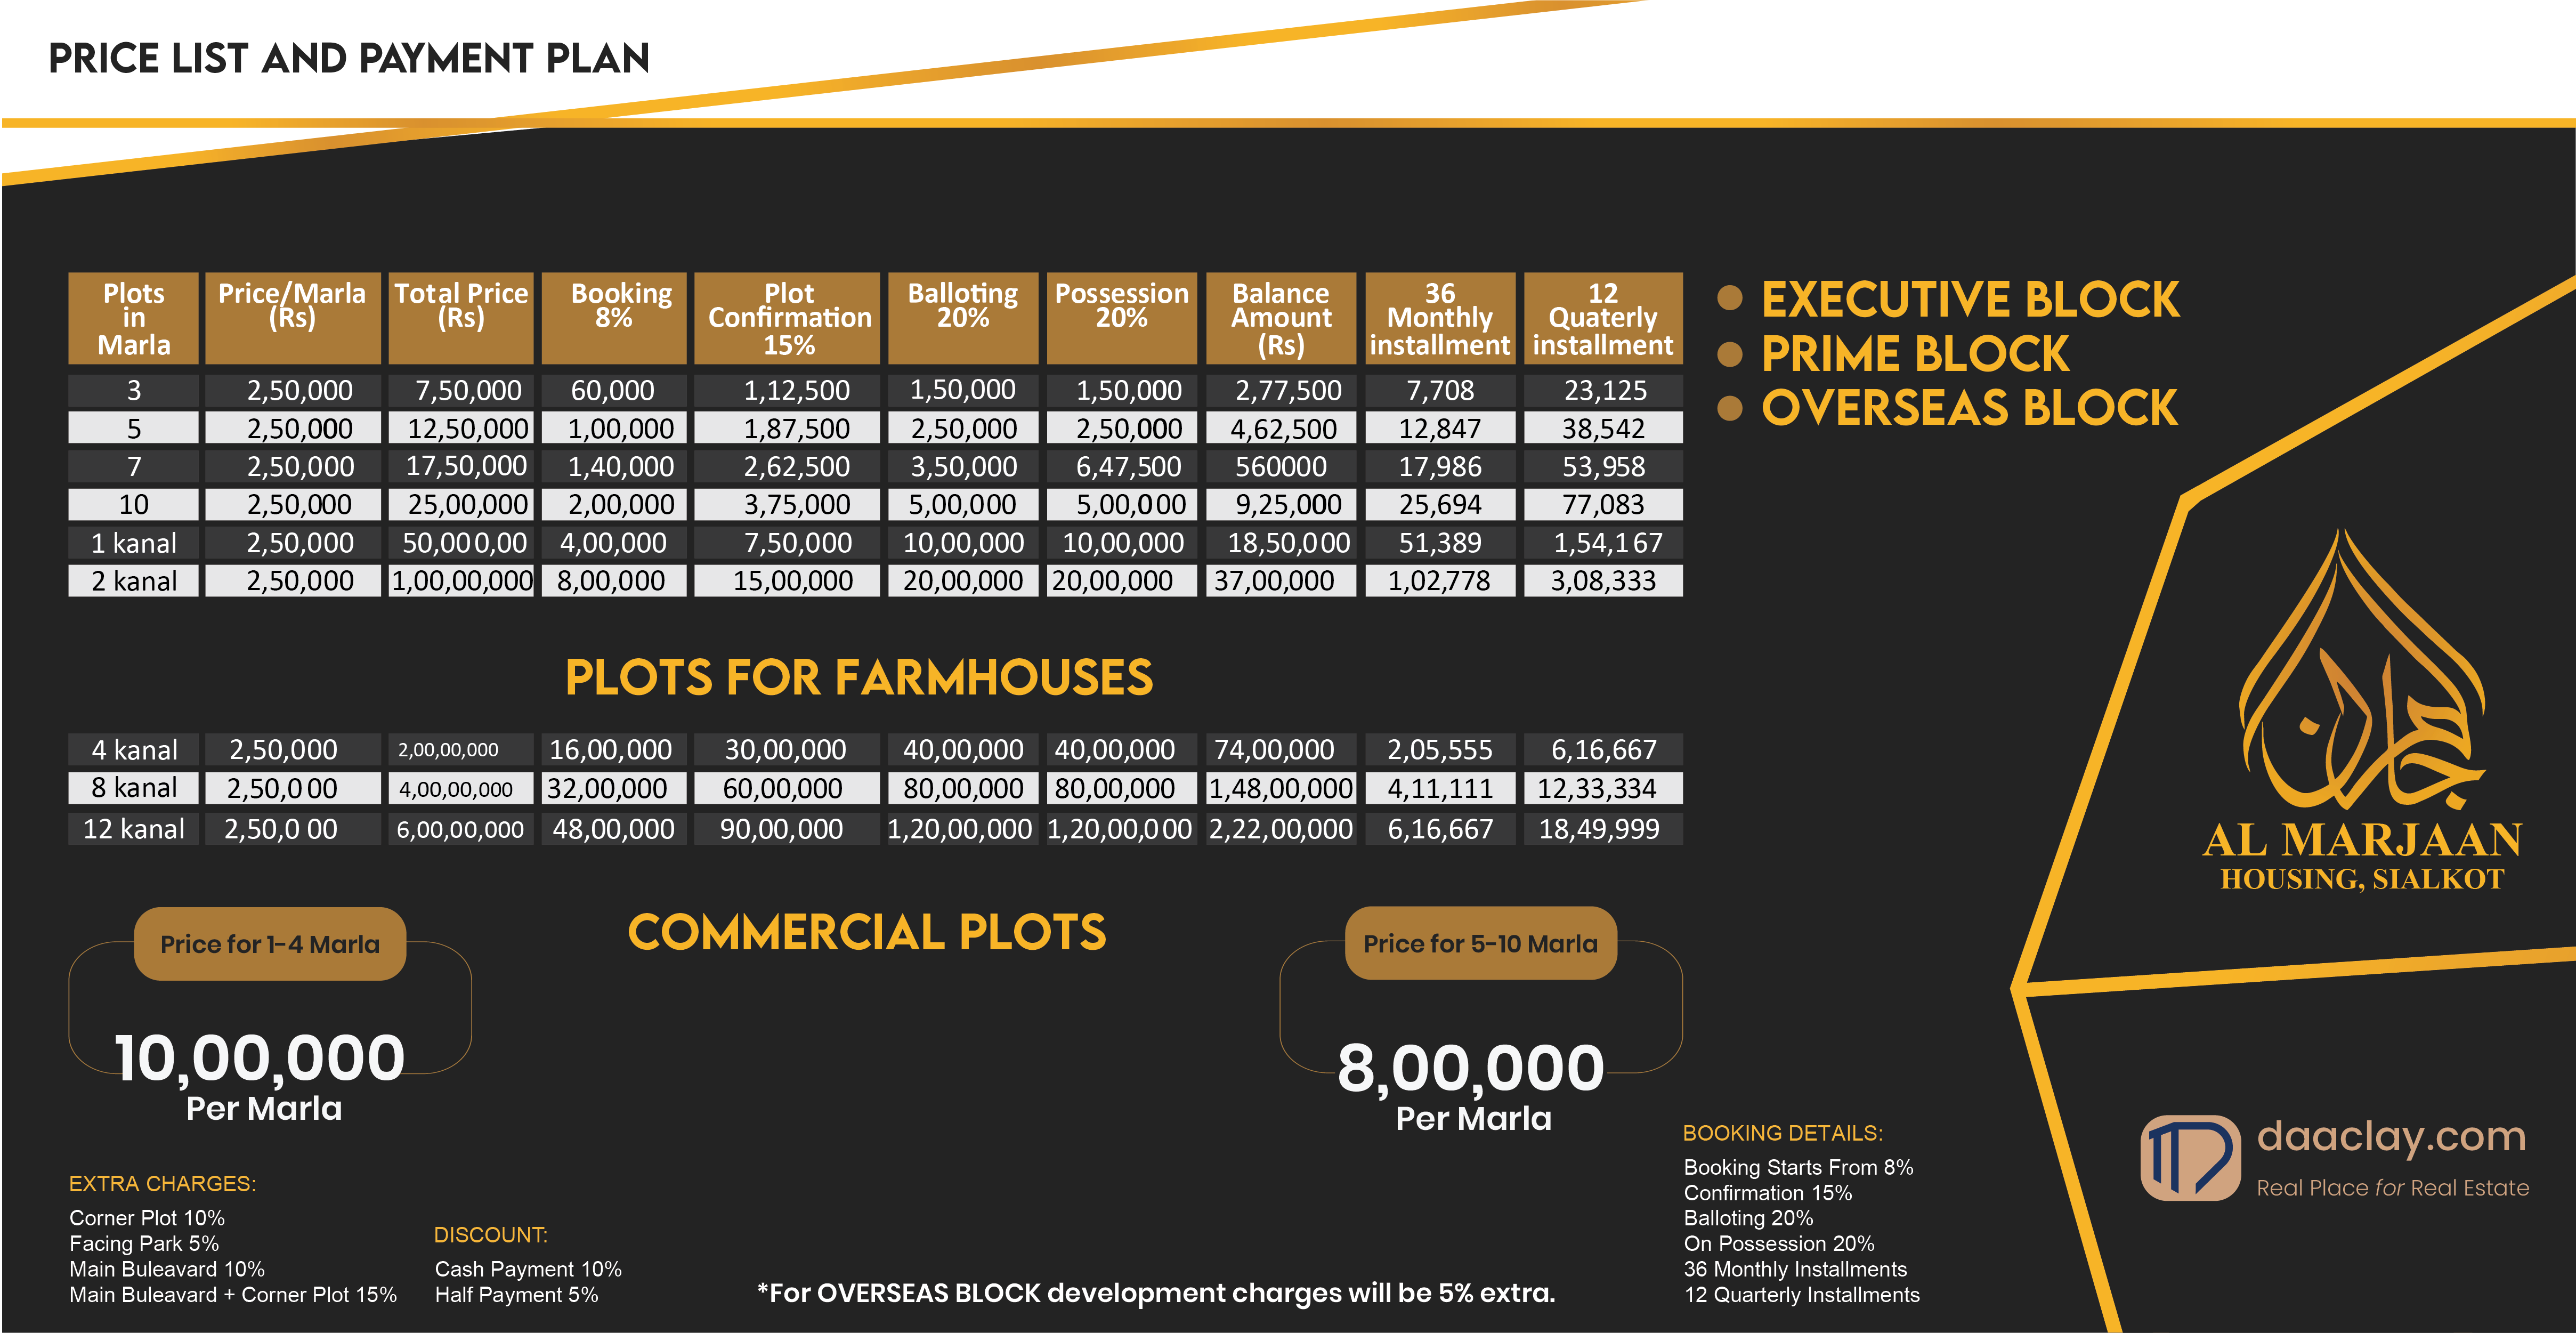 PRICE LIST AND PAYMENT PLAN
Plots in Marla Price/Marla (Rs) Total Price (Rs) Booking 8% Plot Confirmation 15% Balloting 20% Possession 20% Balance Amount (Rs) 36 Monthly installment 12 Quaterly installment
3 2,50,000 7,50,000 60,000 1,12,500 1,50,000 1,50,000 2,77,500 7,708 23,125
5 2,50,000 12,50,000 1,00,000 1,87,500 2,50,000 2,50,000 4,62,500 12,847 38,542
7 2,50,000 17,50,000 1,40,000 2,62,500 3,50,000 6,47,500 560000 17,986 53,958
10 2,50,000 25,00,000 2,00,000 3,75,000 5,00,000 5,00,000 9,25,000 25,694 77,083
1 kanal 2,50,000 50,000,00 4,00,000 7,50,000 10,00,000 10,00,000 18,50,000 51,389 1,54,167
2 kanal 2,50,000 1,00,00,000 8,00,000 15,00,000 20,00,000 20,00,000 37,00,000 1,02,778 3,08,333
EXECUTIVE BLOCK
PRIME BLOCK
OVERSEAS BLOCK
PLOTS FOR FARMHOUSES
4 kanal 2,50,000 2,00,00,000 16,00,000 30,00,000 40,00,000 40,00,000 74,00,000 2,05,555 6,16,667
8 kanal 2,50,000 4,00,00,000 32,00,000 60,00,000 80,00,000 80,00,000 1,48,00,000 4,11,111 12,33,334
12 kanal 2,50,000 6,00,00,000 48,00,000 90,00,000 1,20,00,000 1,20,00,000 2,22,00,000 6,16,667 18,49,999
AL MARJAAN
HOUSING, SIALKOT
COMMERCIAL PLOTS
Price for 1-4 Marla
10,00,000
Per Marla
Price for 5-10 Marla
8,00,000
Per Marla
EXTRA CHARGES:
Corner Plot 10%
Facing Park 5%
Main Buleavard 10%
Main Buleavard + Corner Plot 15%
DISCOUNT:
Cash Payment 10%
Half Payment 5%
*For OVERSEAS BLOCK development charges will be 5% extra.
BOOKING DETAILS:
Booking Starts From 8%
Confirmation 15%
Balloting 20%
On Possession 20%
36 Monthly Installments
12 Quarterly Installments
daaclay.com
Real Place for Real Estate